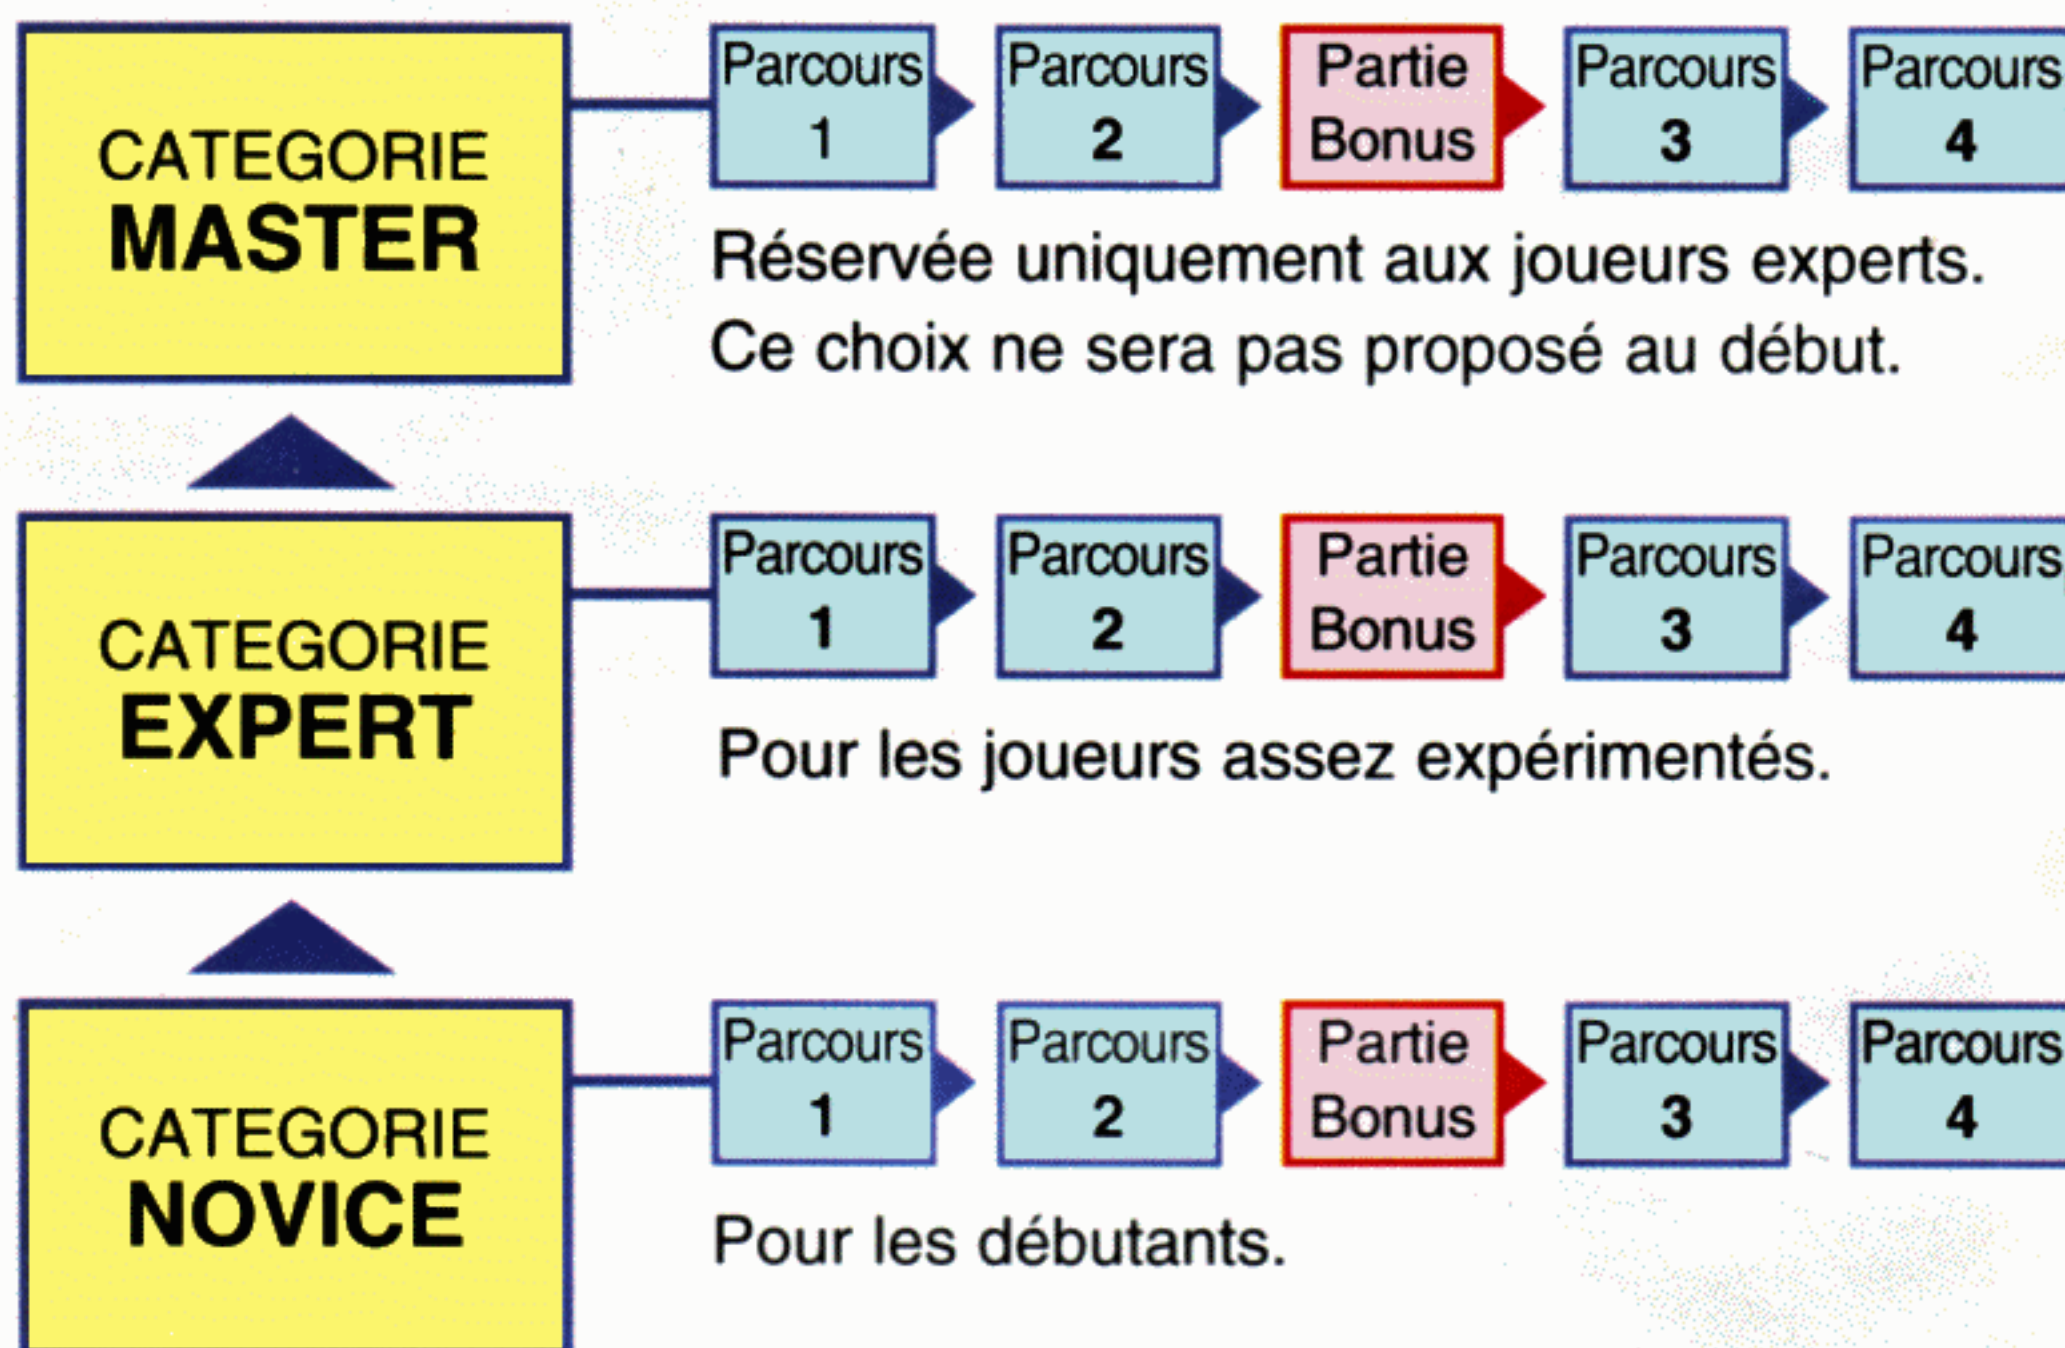 CATEGORIE
MASTER
Parcours
1
Parcours
2
Partie
Bonus
Parcours
3
Parcours
4
Réservée uniquement aux joueurs experts.
Ce choix ne sera pas proposé au début.
CATEGORIE
EXPERT
Parcours
1
Parcours
2
Partie
Bonus
Parcours
3
Parcours
4
Pour les joueurs assez expérimentés.
CATEGORIE
NOVICE
Parcours
1
Parcours
2
Partie
Bonus
Parcours
3
Parcours
4
Pour les débutants.